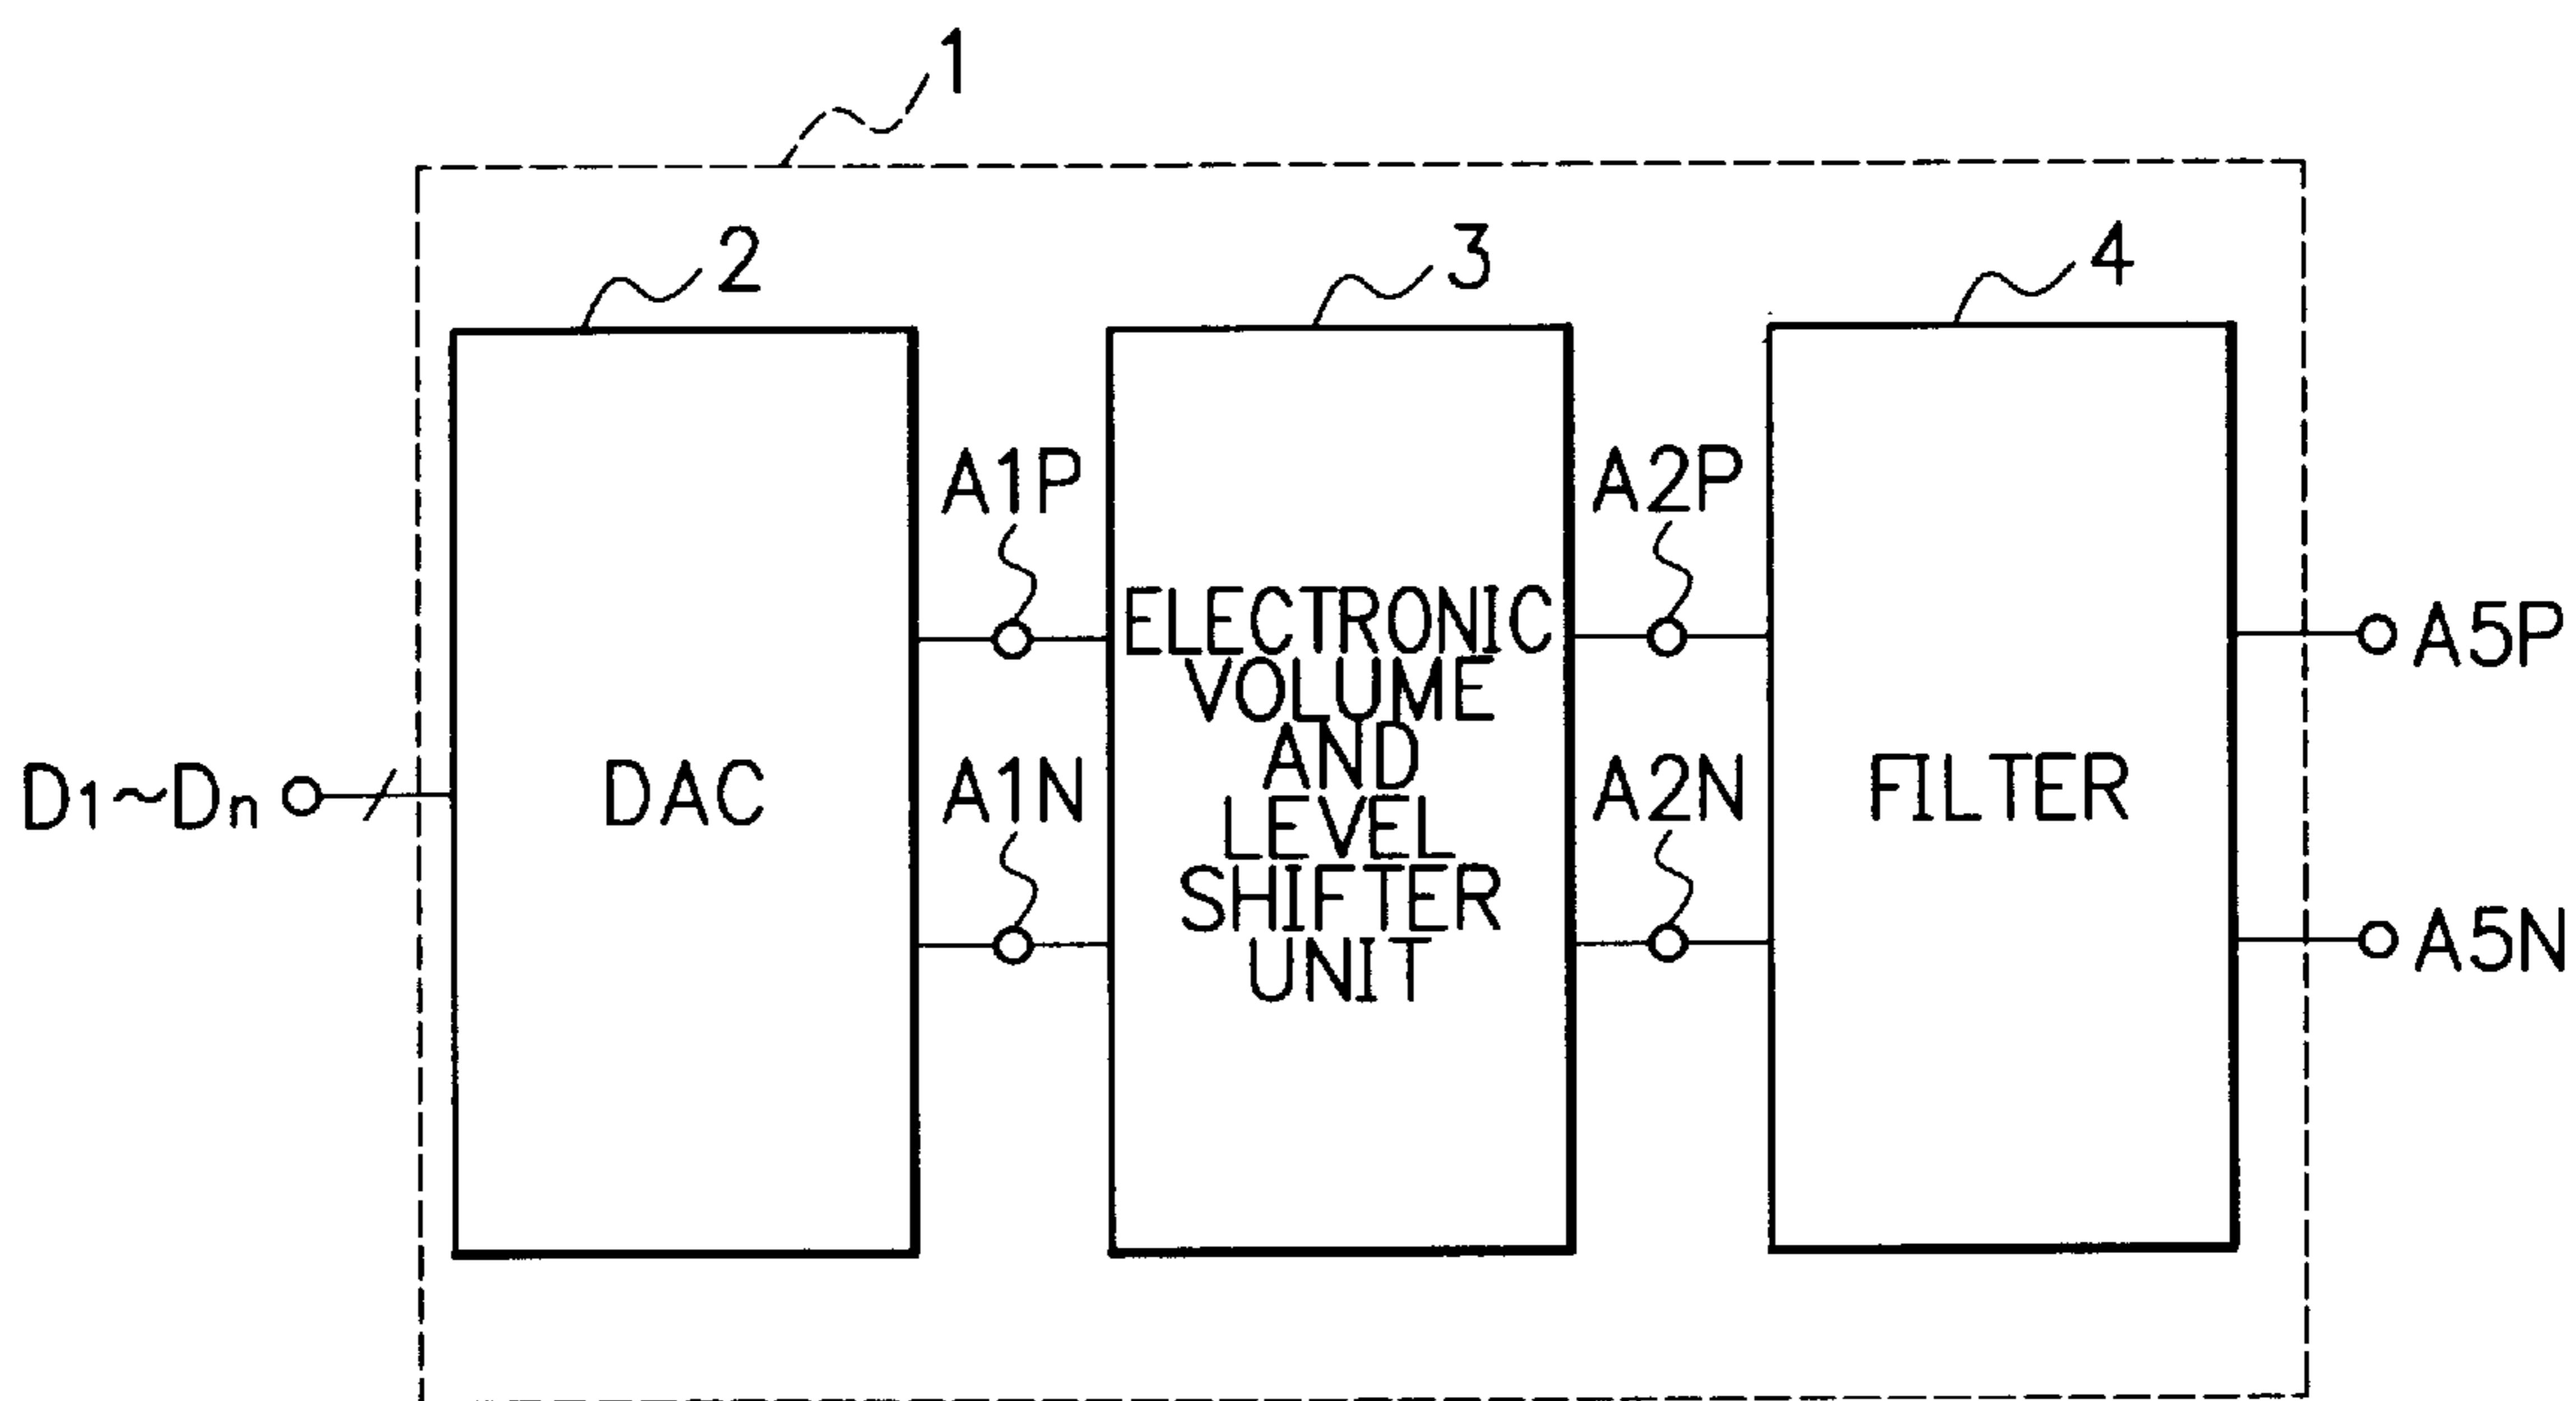 1
2
3
4
A1P
A2P
A5P
ELECTRONIC
VOLUME
AND
LEVEL
SHIFTER
UNIT
D1~Dn
DAC
A1N
A2N
FILTER
A5N